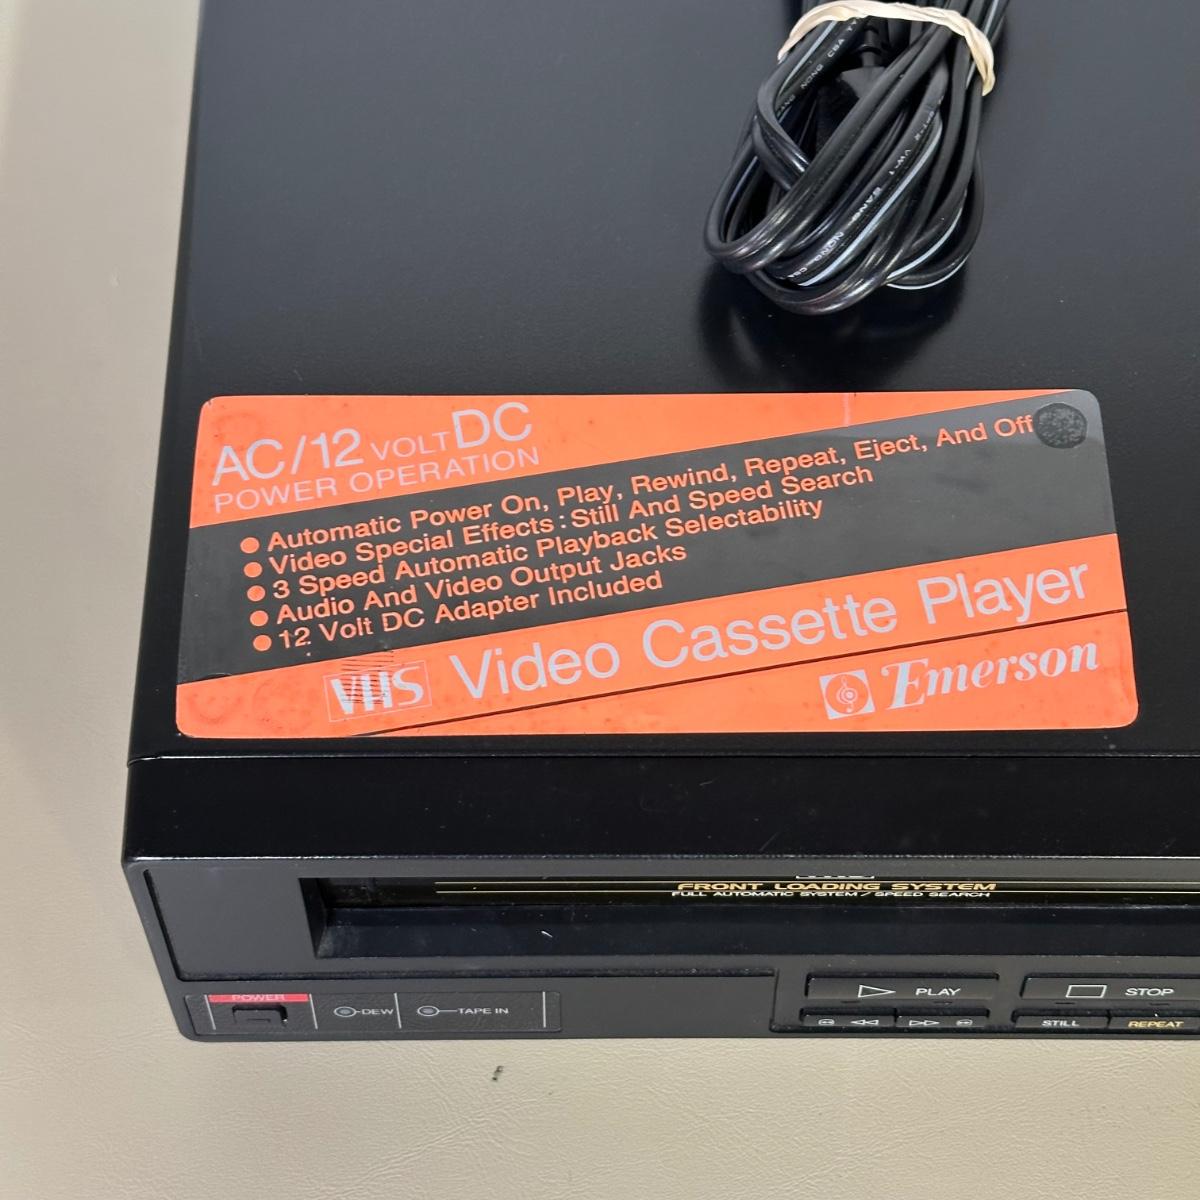 AC/12 VOLT DC
POWER OPERATION
● Automatic Power On, Play, Rewind, Repeat, Eject, And Off
● Video Special Effects: Still And Speed Search
● 3 Speed Automatic Playback Selectability
● Audio And Video Output Jacks
● 12 Volt DC Adapter Included
VHS Video Cassette Player
Emerson
FRONT LOADING SYSTEM
FULL AUTOMATIC SYSTEM / SPEED SEARCH
POWER
DEW
TAPE IN
PLAY
STOP
STILL
REPEAT